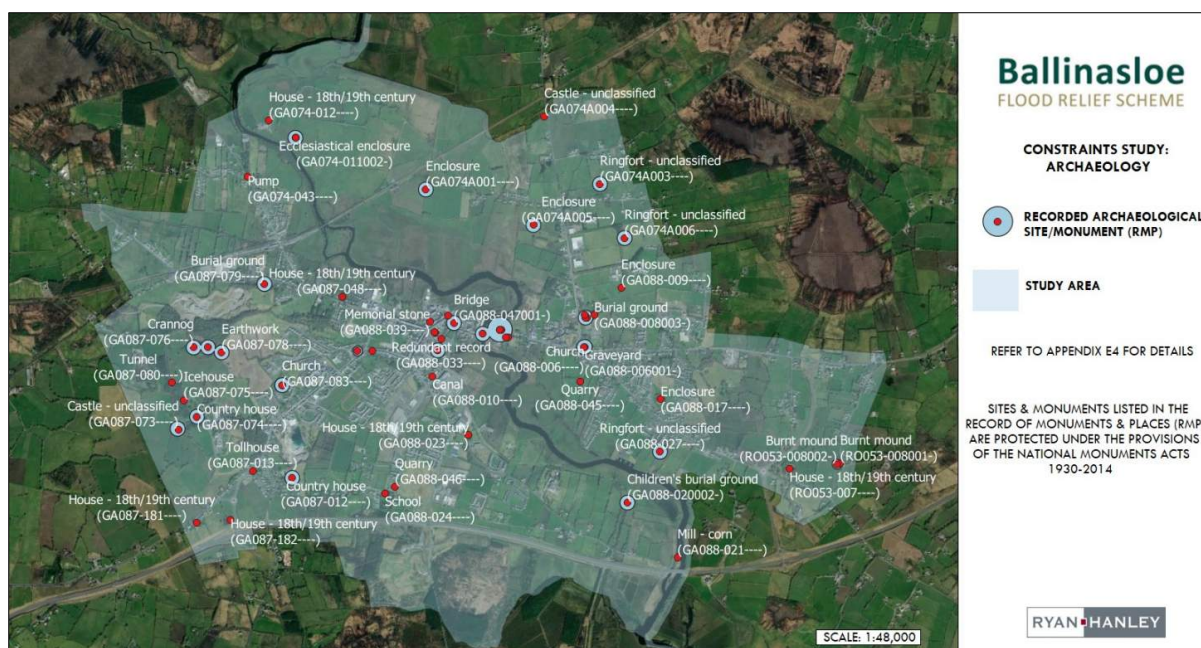 House - 18th/19th century
(GA074-012----)
Castle - unclassified
(GA074A004----)
Ecclesiastical enclosure
(GA074-011002-)
Pump
(GA074-043----)
Enclosure
(GA074A001----)
Ringfort - unclassified
(GA074A003----)
Enclosure
(GA074A005----)
Ringfort - unclassified
(GA074A006----)
Burial ground
(GA087-079----)
House - 18th/19th century
(GA087-048----)
Enclosure
(GA088-009----)
Memorial stone
(GA088-039----)
Bridge
(GA088-047001-)
Burial ground
(GA088-008003-)
Crannog
(GA087-076----)
Earthwork
(GA087-078----)
Redundant record
(GA088-033----)
Church
(GA088-006----)
Graveyard
(GA088-006001-)
Tunnel
(GA087-080----)
Icehouse
(GA087-075----)
Church
(GA087-083----)
Canal
(GA088-010----)
Quarry
(GA088-045----)
Enclosure
(GA088-017----)
Castle - unclassified
(GA087-073----)
Country house
(GA087-074----)
House - 18th/19th century
(GA088-023----)
Ringfort - unclassified
(GA088-027----)
Tollhouse
(GA087-013----)
Quarry
(GA088-046----)
Burnt mound
(RO053-008002-)
Burnt mound
(RO053-008001-)
House - 18th/19th century
(RO053-007----)
Country house
(GA087-012----)
School
(GA088-024----)
Children's burial ground
(GA088-020002-)
House - 18th/19th century
(GA087-181----)
House - 18th/19th century
(GA087-182----)
Mill - corn
(GA088-021----)
SCALE: 1:48,000
Ballinasloe
FLOOD RELIEF SCHEME
CONSTRAINTS STUDY:
ARCHAEOLOGY
RECORDED ARCHAEOLOGICAL
SITE/MONUMENT (RMP)
STUDY AREA
REFER TO APPENDIX E4 FOR DETAILS
SITES & MONUMENTS LISTED IN THE
RECORD OF MONUMENTS & PLACES (RMP
ARE PROTECTED UNDER THE PROVISIONS
OF THE NATIONAL MONUMENTS ACTS
1930-2014
RYAN HANLEY